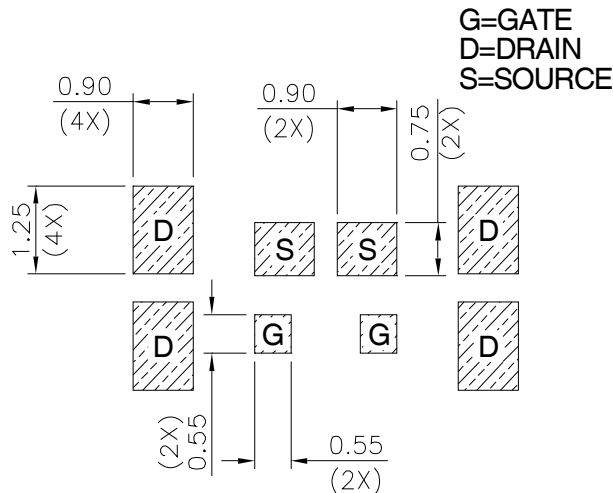 G=GATE
D=DRAIN
S=SOURCE
0.90
(4X)
0.90
(2X)
0.75
(2X)
1.25
(4X)
D
S
S
D
D
G
G
D
(2X)
0.55
0.55
(2X)